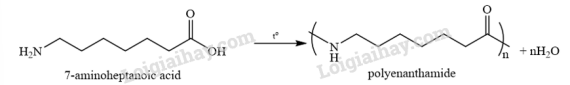 O
H₂N
OH
7-aminoheptanoic acid
t°
O
N
H
n
polyenanthamide
+ nH₂O
Loigiaihay.com
Loigiaihay.com